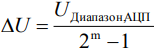 ΔU = U_ДиапазонАЦП / (2^m − 1)